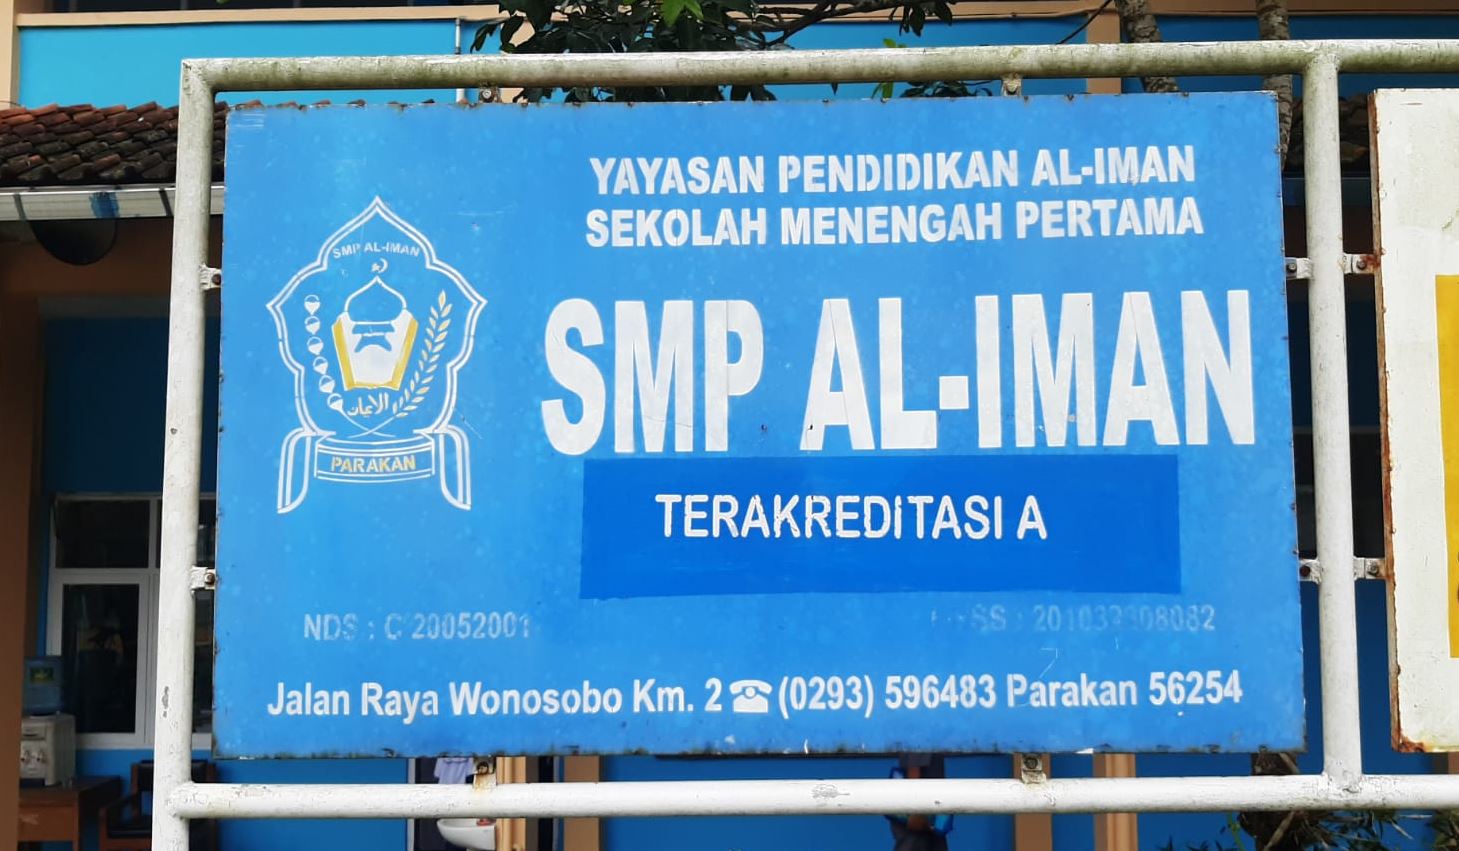 YAYASAN PENDIDIKAN AL-IMAN
SEKOLAH MENENGAH PERTAMA
SMP AL-IMAN
SMP AL-IMAN
الايمان
PARAKAN
TERAKREDITASI A
NDS :
Jalan Raya Wonosobo Km. 2 ☎ (0293) 596483 Parakan 56254